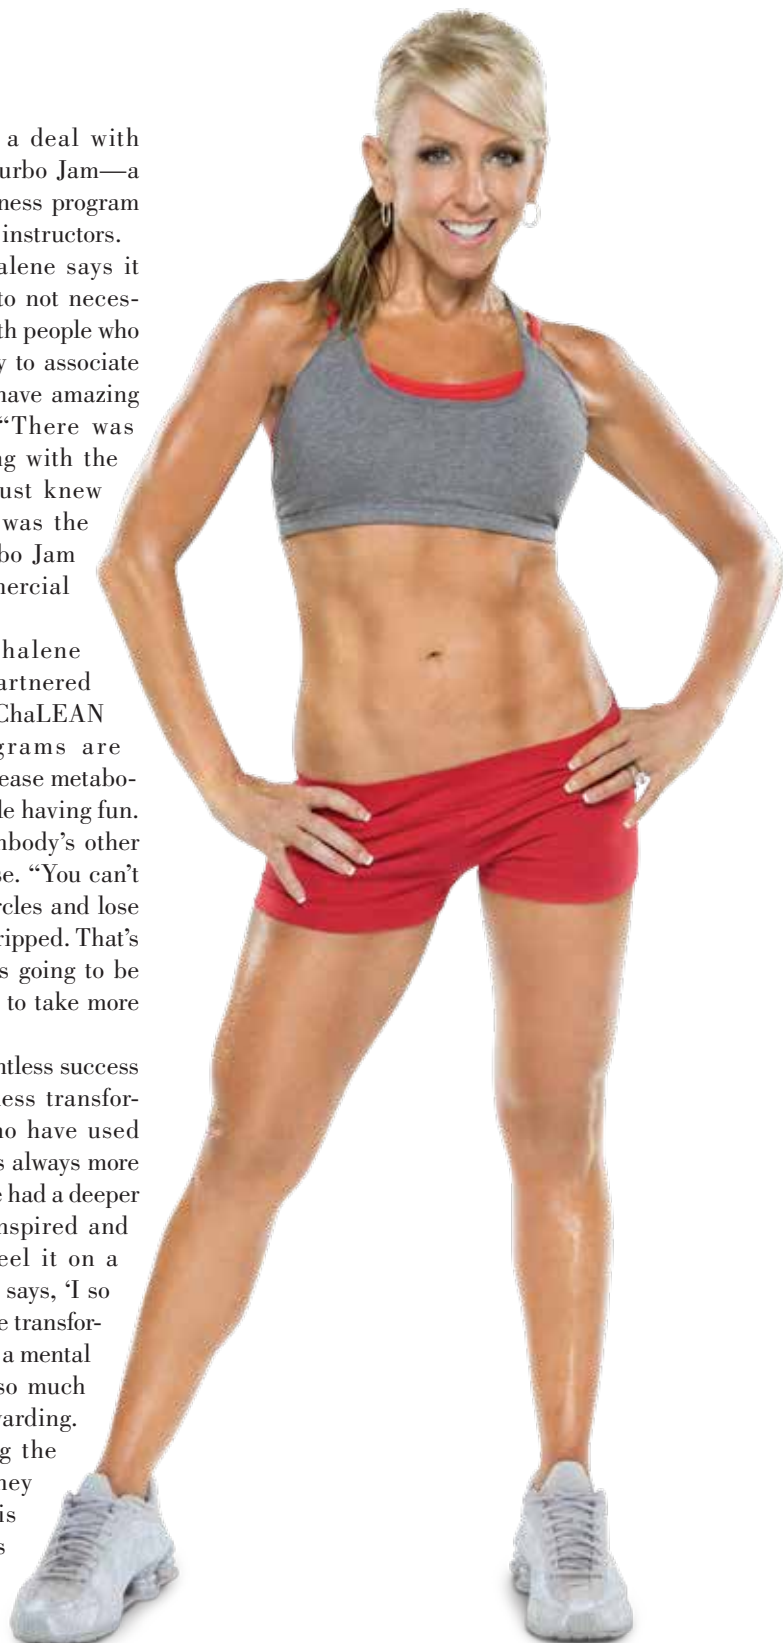 a deal with
urbo Jam—a
ness program
instructors.
alene says it
to not neces-
th people who
y to associate
have amazing
“There was
ng with the
ust knew
was the
bo Jam
mercial
halene
artnered
ChaLEAN
grams are
ease metabo-
le having fun.
hbody’s other
se. “You can’t
rcles and lose
ripped. That’s
s going to be
to take more
ntless success
less transfor-
ho have used
s always more
e had a deeper
nspired and
eel it on a
says, ‘I so
e transfor-
a mental
so much
arding.
g the
hey
is
s